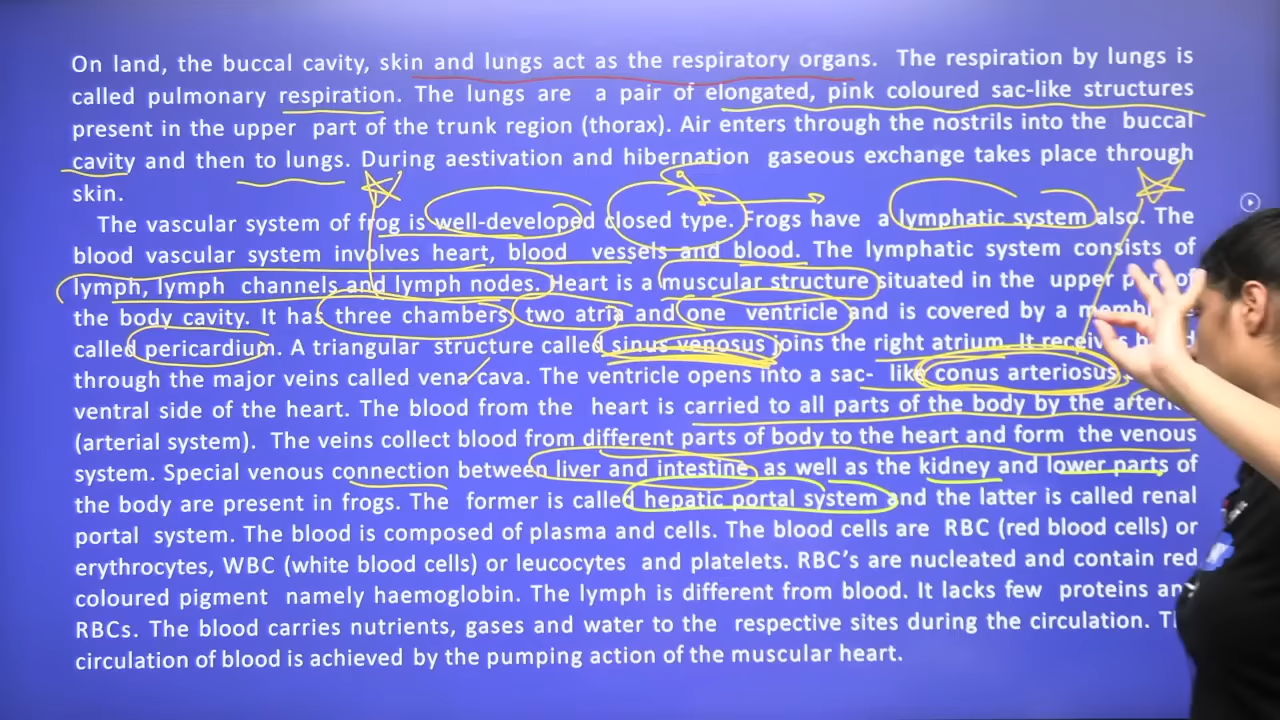 On land, the buccal cavity, skin and lungs act as the respiratory organs. The respiration by lungs is
called pulmonary respiration. The lungs are a pair of elongated, pink coloured sac-like structures
present in the upper part of the trunk region (thorax). Air enters through the nostrils into the buccal
cavity and then to lungs. During aestivation and hibernation gaseous exchange takes place through
skin.
The vascular system of frog is well-developed closed type. Frogs have a lymphatic system also. The
blood vascular system involves heart, blood vessels and blood. The lymphatic system consists of
lymph, lymph channels and lymph nodes. Heart is a muscular structure situated in the upper part of
the body cavity. It has three chambers, two atria and one ventricle and is covered by a
called pericardium. A triangular structure called sinus venosus joins the right atrium. It receives
through the major veins called vena cava. The ventricle opens into a sac- like conus arteriosus
ventral side of the heart. The blood from the heart is carried to all parts of the body by the
(arterial system). The veins collect blood from different parts of body to the heart and form the venous
system. Special venous connection between liver and intestine as well as the kidney and lower parts of
the body are present in frogs. The former is called hepatic portal system and the latter is called renal
portal system. The blood is composed of plasma and cells. The blood cells are RBC (red blood cells) or
erythrocytes, WBC (white blood cells) or leucocytes and platelets. RBC's are nucleated and contain red
coloured pigment namely haemoglobin. The lymph is different from blood. It lacks few proteins and
RBCs. The blood carries nutrients, gases and water to the respective sites during the circulation.
circulation of blood is achieved by the pumping action of the muscular heart.